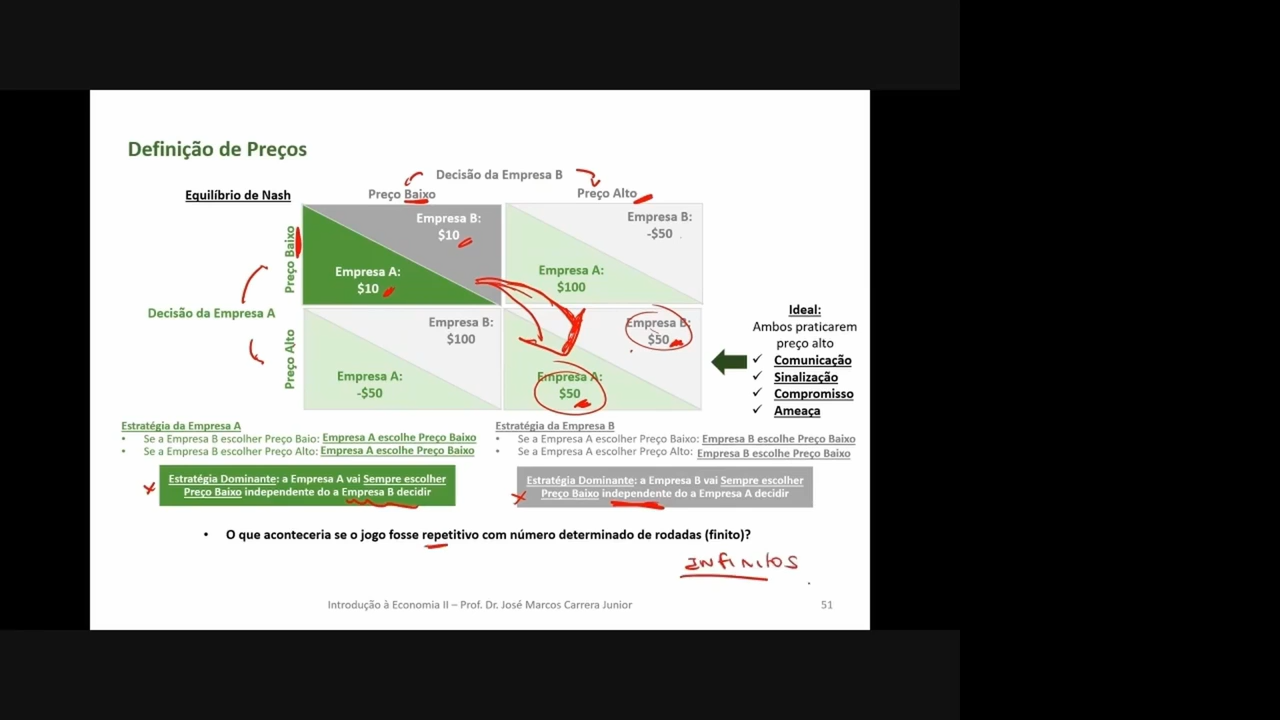 Definição de Preços
Decisão da Empresa B
Equilíbrio de Nash
Preço Baixo
Preço Alto
Preço Baixo
Empresa B:
$10
Empresa A:
$10
Empresa B:
-$50
Empresa A:
$100
Decisão da Empresa A
Preço Alto
Empresa B:
$100
Empresa A:
-$50
Empresa B:
$50
Empresa A:
$50
Ideal:
Ambos praticarem
preço alto
✓ Comunicação
✓ Sinalização
✓ Compromisso
✓ Ameaça
Estratégia da Empresa A
• Se a Empresa B escolher Preço Baio: Empresa A escolhe Preço Baixo
• Se a Empresa B escolher Preço Alto: Empresa A escolhe Preço Baixo
Estratégia Dominante: a Empresa A vai Sempre escolher
Preço Baixo independente do a Empresa B decidir
Estratégia da Empresa B
• Se a Empresa A escolher Preço Baixo: Empresa B escolhe Preço Baixo
• Se a Empresa A escolher Preço Alto: Empresa B escolhe Preço Baixo
Estratégia Dominante: a Empresa B vai Sempre escolher
Preço Baixo independente do a Empresa A decidir
• O que aconteceria se o jogo fosse repetitivo com número determinado de rodadas (finito)?
INFINITOS
Introdução à Economia II – Prof. Dr. José Marcos Carrera Junior
51